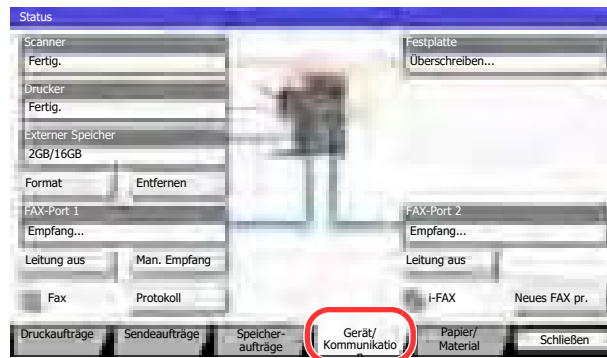 Status
Scanner
Fertig.
Drucker
Fertig.
Externer Speicher
2GB/16GB
Format
Entfernen
FAX-Port 1
Empfang...
Leitung aus
Man. Empfang
Fax
Protokoll
Festplatte
Überschreiben...
FAX-Port 2
Empfang...
Leitung aus
i-FAX
Neues FAX pr.
Druckaufträge
Sendeaufträge
Speicher-
aufträge
Gerät/
Kommunikatio
n
Papier/
Material
Schließen